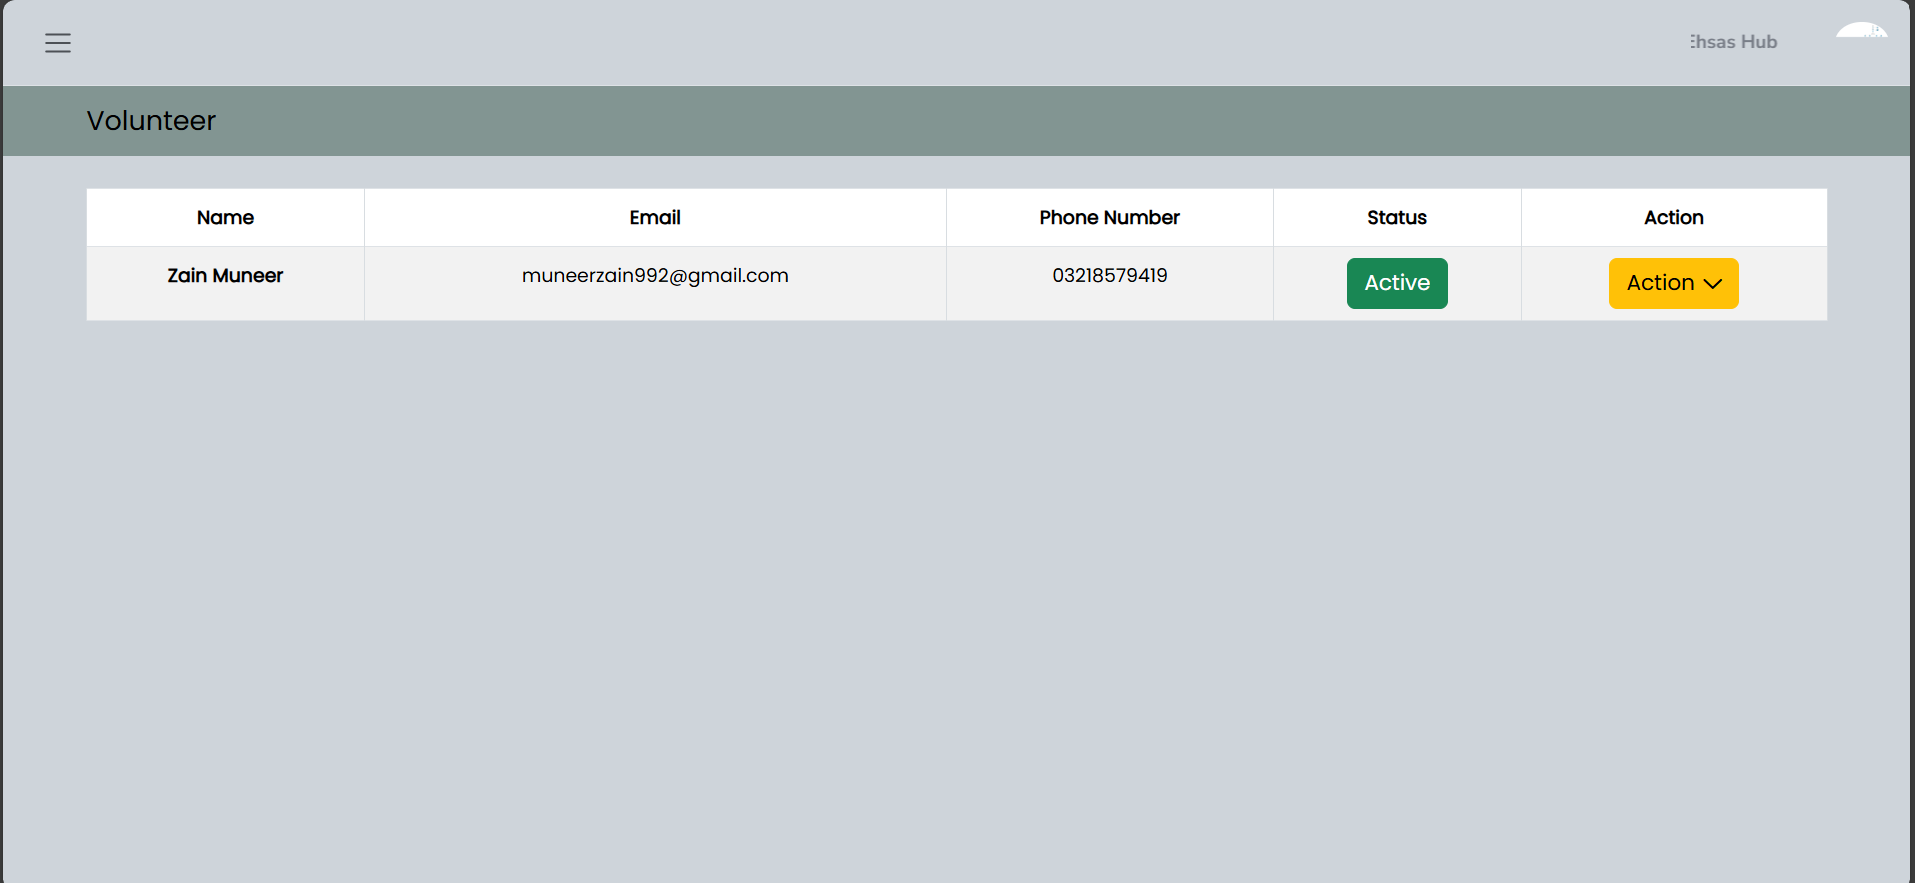 Ehsas Hub
Volunteer
Name Email Phone Number Status Action
Zain Muneer muneerzain992@gmail.com 03218579419 Active Action